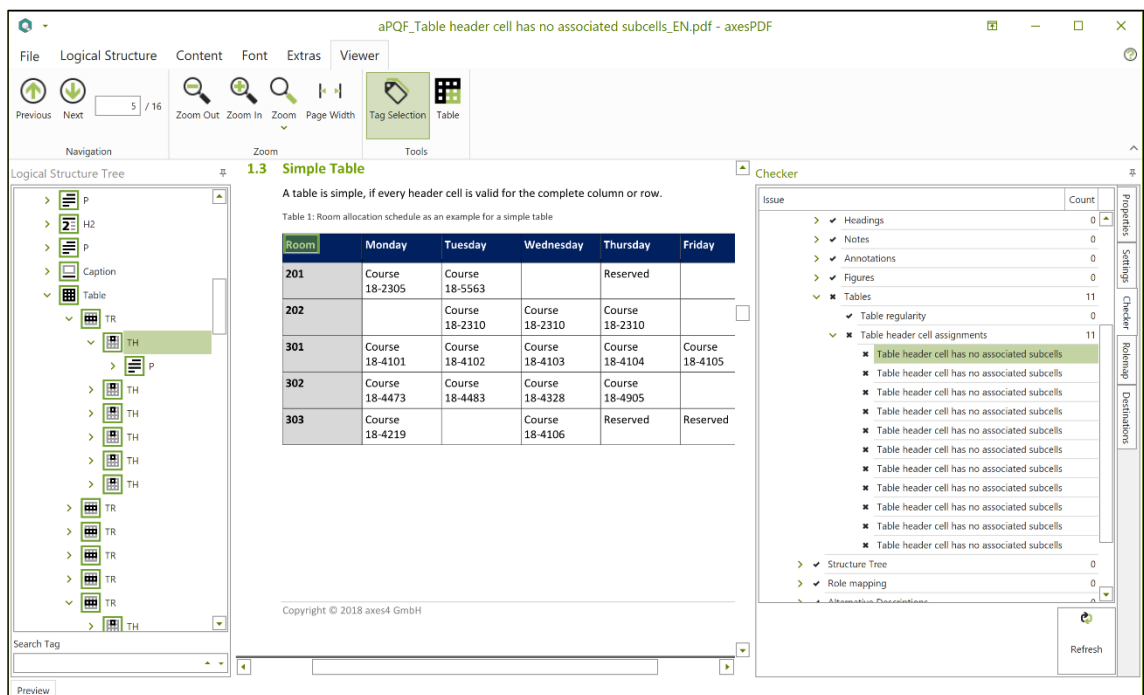 aPQF_Table header cell has no associated subcells_EN.pdf - axesPDF
File Logical Structure Content Font Extras Viewer
Previous Next 5 / 16 Zoom Out Zoom In Zoom Page Width Tag Selection Table
Navigation Zoom Tools
Logical Structure Tree
P
H2
P
Caption
Table
TR
TH
P
TH
TH
TH
TH
TH
TR
TR
TR
TR
TR
TH
Search Tag
Preview
1.3 Simple Table
A table is simple, if every header cell is valid for the complete column or row.
Table 1: Room allocation schedule as an example for a simple table
Room Monday Tuesday Wednesday Thursday Friday
201 Course Course Reserved
18-2305 18-5563
202 Course Course Course
18-2310 18-2310 18-2310
301 Course Course Course Course Course
18-4101 18-4102 18-4103 18-4104 18-4105
302 Course Course Course Course
18-4473 18-4483 18-4328 18-4905
303 Course Course Reserved Reserved
18-4219 18-4106
Copyright © 2018 axes4 GmbH
Checker
Issue Count
Headings 0
Notes 0
Annotations 0
Figures 0
Tables 11
Table regularity 0
Table header cell assignments 11
Table header cell has no associated subcells
Table header cell has no associated subcells
Table header cell has no associated subcells
Table header cell has no associated subcells
Table header cell has no associated subcells
Table header cell has no associated subcells
Table header cell has no associated subcells
Table header cell has no associated subcells
Table header cell has no associated subcells
Table header cell has no associated subcells
Table header cell has no associated subcells
Structure Tree 0
Role mapping 0
Alternative Descriptions 0
Refresh
Properties
Settings
Checker
Rolemap
Destinations